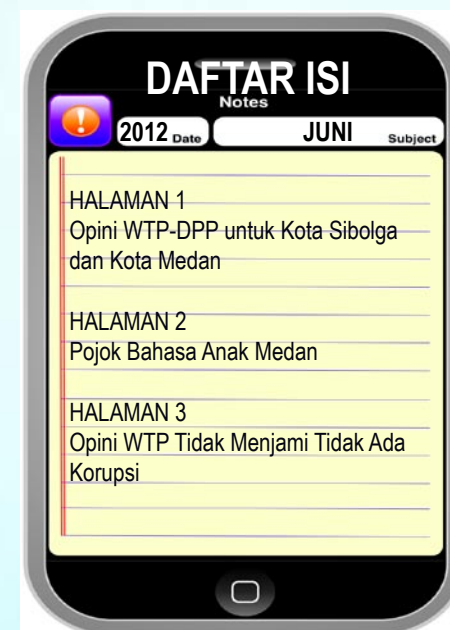 DAFTAR ISI
Notes
2012 Date JUNI Subject
HALAMAN 1
Opini WTP-DPP untuk Kota Sibolga
dan Kota Medan
HALAMAN 2
Pojok Bahasa Anak Medan
HALAMAN 3
Opini WTP Tidak Menjami Tidak Ada
Korupsi